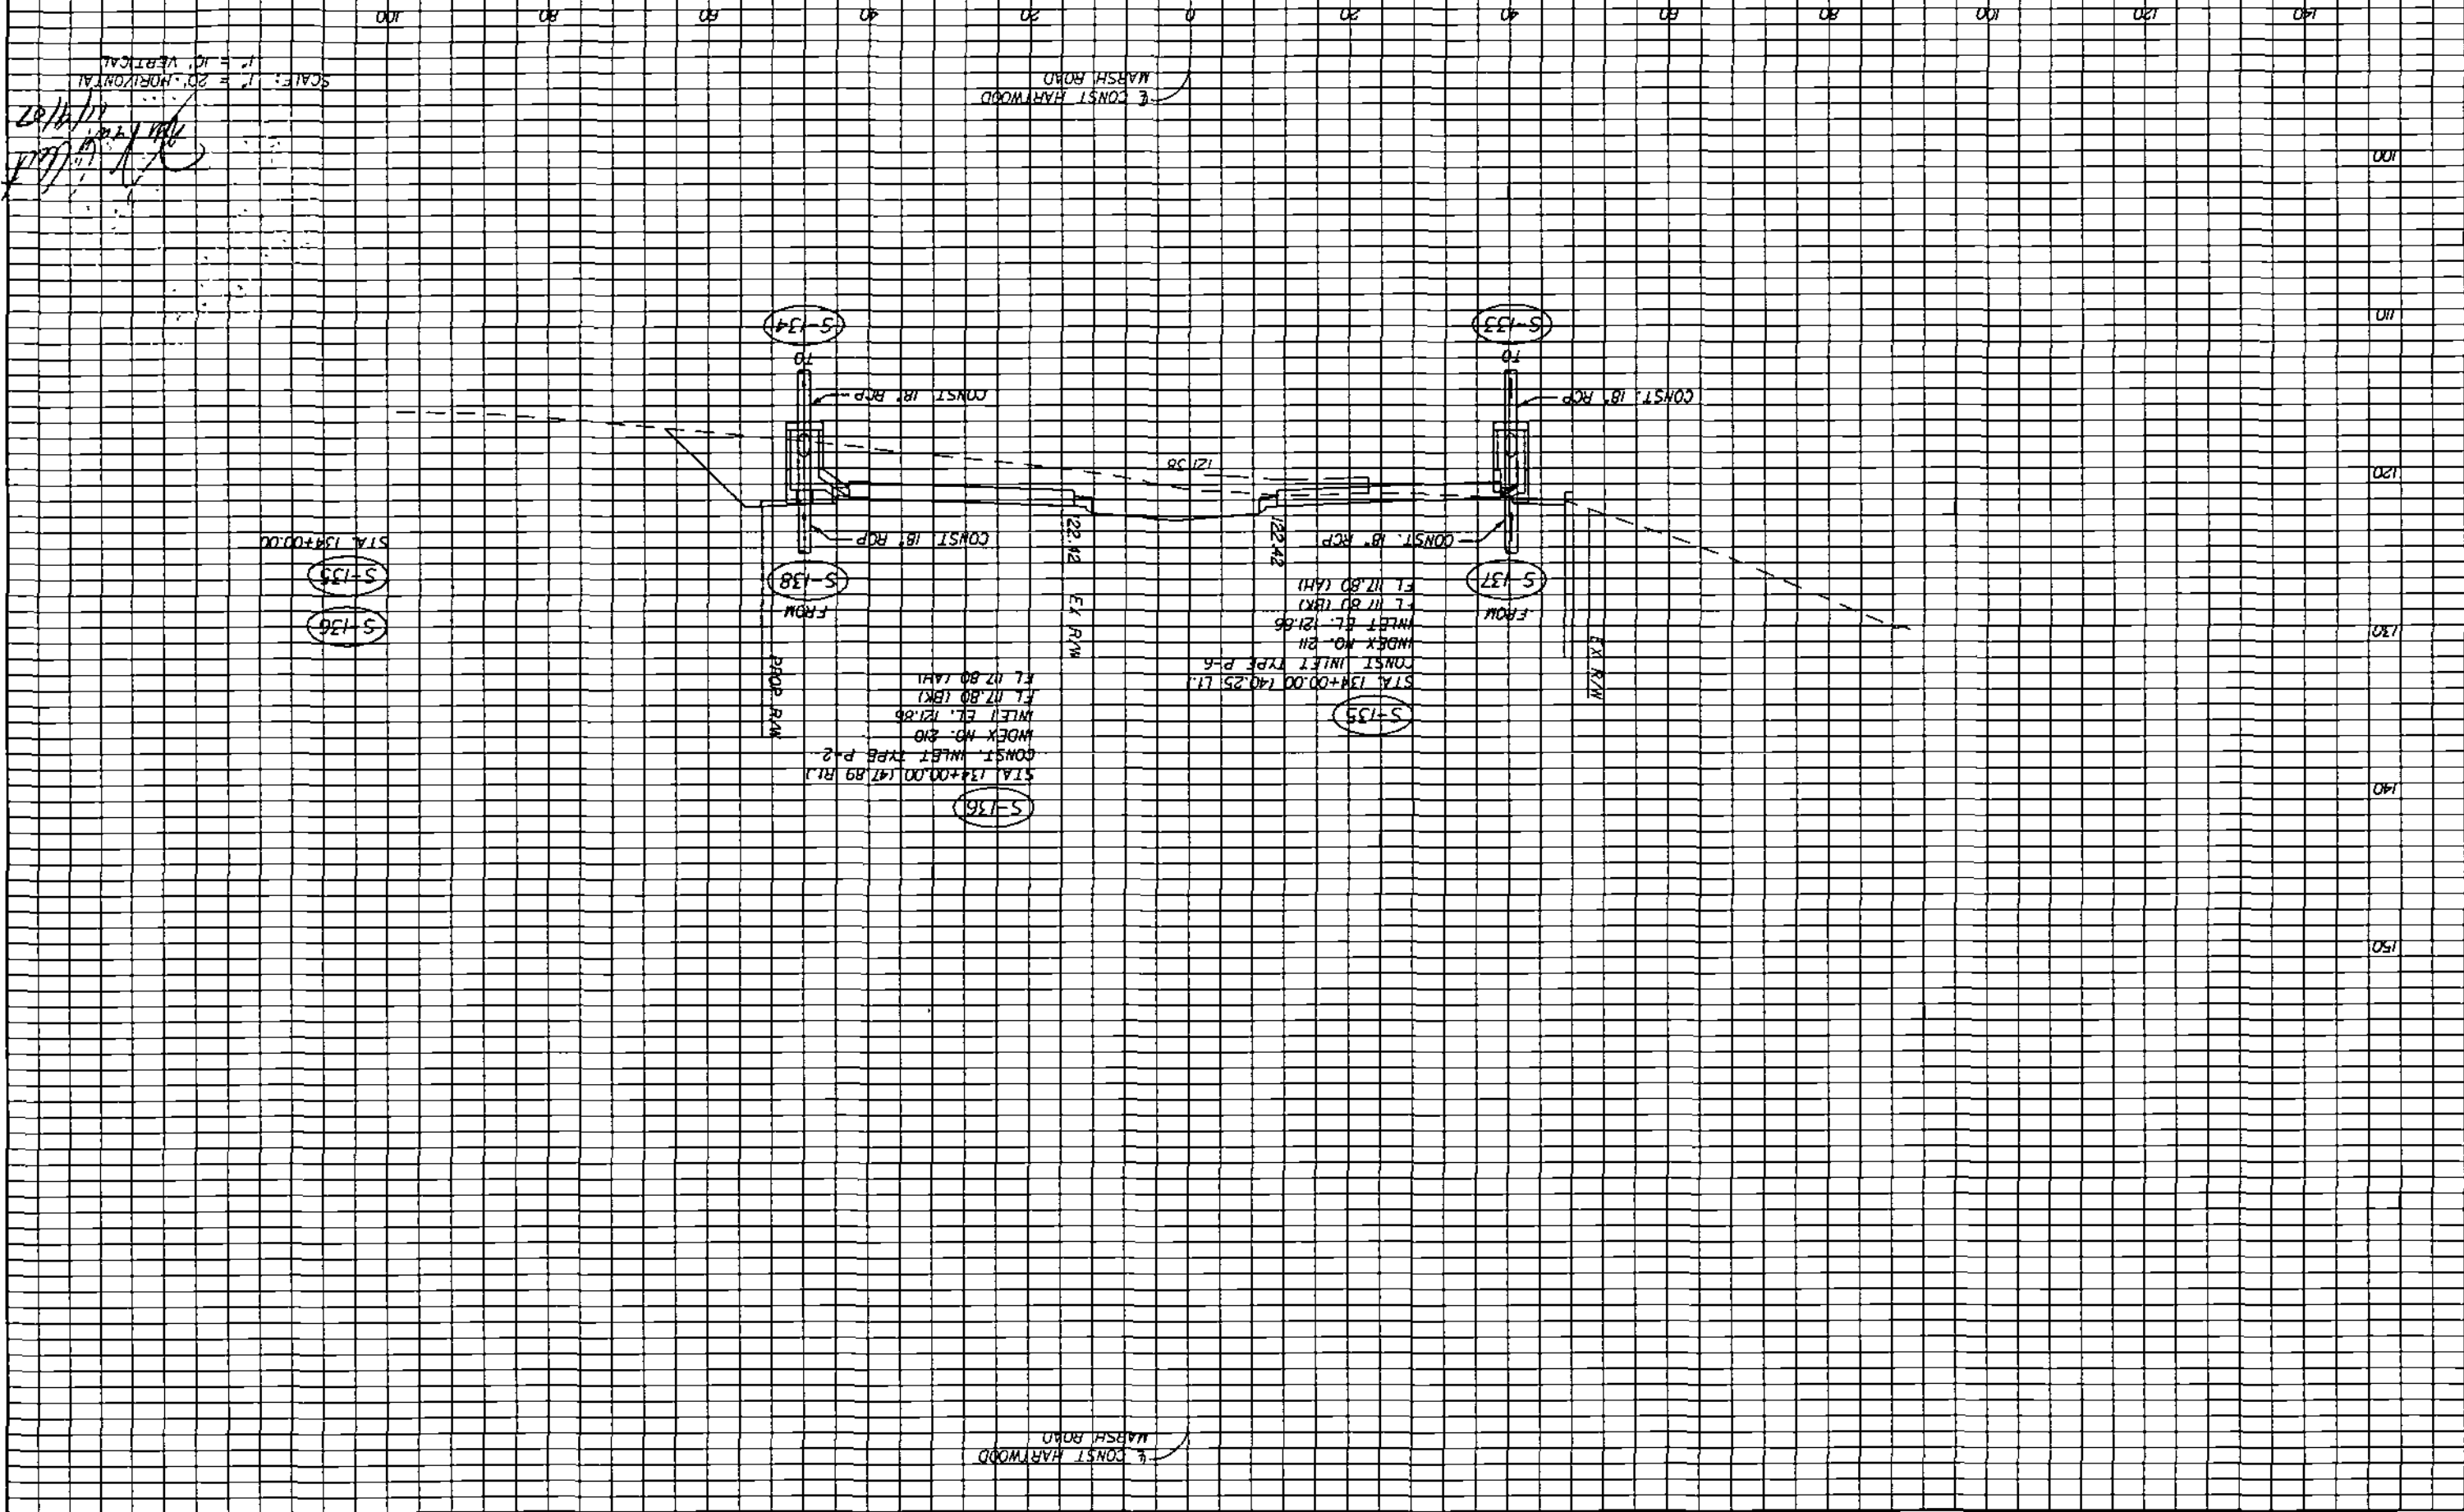 ℄ CONST HARTWOOD
MARSH ROAD
150
S-136
STA. 134+00.00 (47.89 RT.)
CONST. INLET TYPE P-2
INDEX NO. 210
INLET EL. 121.86
FL 117.80 (BK)
FL 117.80 (AH)
140
S-135
STA. 134+00.00 (40.25 LT.)
CONST INLET TYPE P-6
INDEX NO. 211
INLET EL. 121.86
FL 117.80 (BK)
FL 117.80 (AH)
EX R/W
EX R/W
PROP R/W
130
FROM
S-137
FROM
S-138
S-136
S-135
STA. 134+00.00
CONST. 18" RCP
CONST. 18" RCP
122.42
122.42
120
121.38
CONST. 18" RCP
CONST. 18" RCP
TO
S-133
TO
S-134
110
100
11/9/07
℄ CONST HARTWOOD
MARSH ROAD
SCALE: 1" = 20' HORIZONTAL
1" = 10' VERTICAL
140 120 100 80 60 40 20 0 20 40 60 80 100